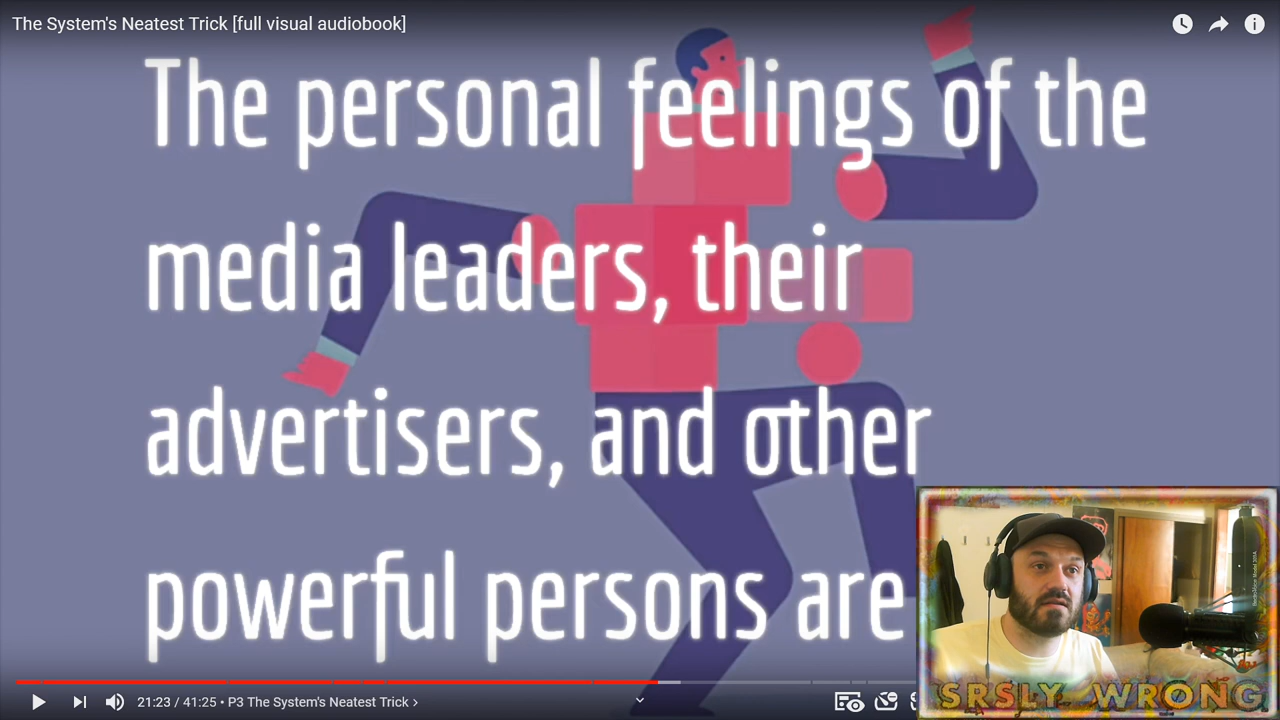 The System's Neatest Trick [full visual audiobook]
The personal feelings of the
media leaders, their
advertisers, and other
powerful persons are
21:23 / 41:25 • P3 The System's Neatest Trick >
SRSLY WRONG